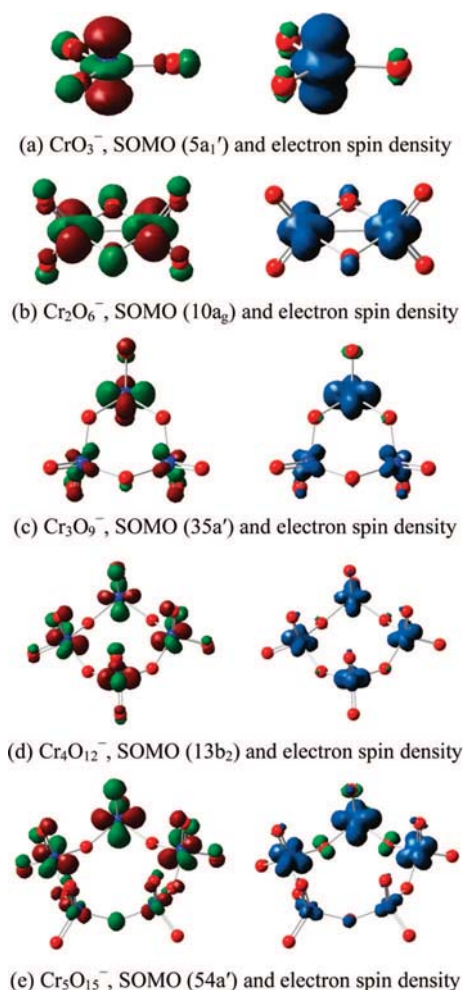 (a) CrO₃⁻, SOMO (5a₁′) and electron spin density
(b) Cr₂O₆⁻, SOMO (10a_g) and electron spin density
(c) Cr₃O₉⁻, SOMO (35a′) and electron spin density
(d) Cr₄O₁₂⁻, SOMO (13b₂) and electron spin density
(e) Cr₅O₁₅⁻, SOMO (54a′) and electron spin density